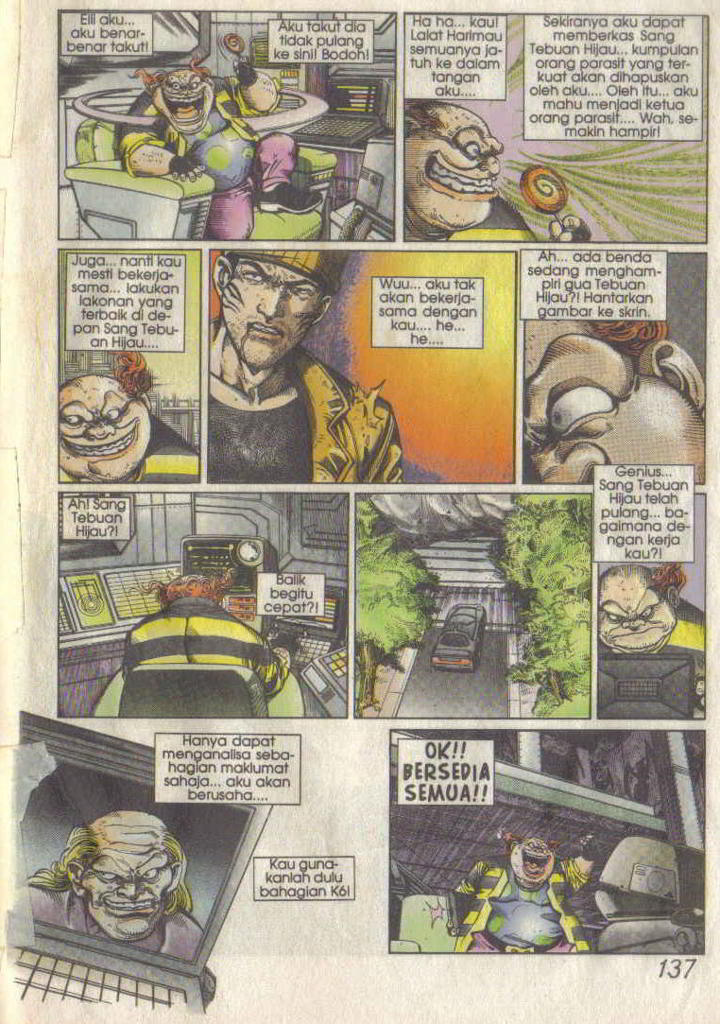 Elli aku...
aku benar-
benar takut!
Aku takut dia
tidak pulang
ke sini! Bodoh!
Ha ha... kau!
Lalat Harimau
semuanya ja-
tuh ke dalam
tangan
aku....
Sekiranya aku dapat
memberkas Sang
Tebuan Hijau... kumpulan
orang parasit yang ter-
kuat akan dihapuskan
oleh aku.... Oleh itu... aku
mahu menjadi ketua
orang parasit.... Wah, se-
makin hampir!
Juga... nanti kau
mesti bekerja-
sama... lakukan
lakonan yang
terbaik di de-
pan Sang Tebu-
an Hijau....
Wuu... aku tak
akan bekerja-
sama dengan
kau.... he...
he....
Ah... ada benda
sedang mengham-
piri gua Tebuan
Hijau?! Hantarkan
gambar ke skrin.
Ah! Sang
Tebuan
Hijau?!
Balik
begitu
cepat?!
Genius...
Sang Tebuan
Hijau telah
pulang... ba-
gaimana de-
ngan kerja
kau?!
Hanya dapat
menganalisa seba-
hagian maklumat
sahaja... aku akan
berusaha....
Kau guna-
kanlah dulu
bahagian K6!
OK!!
BERSEDIA
SEMUA!!
137